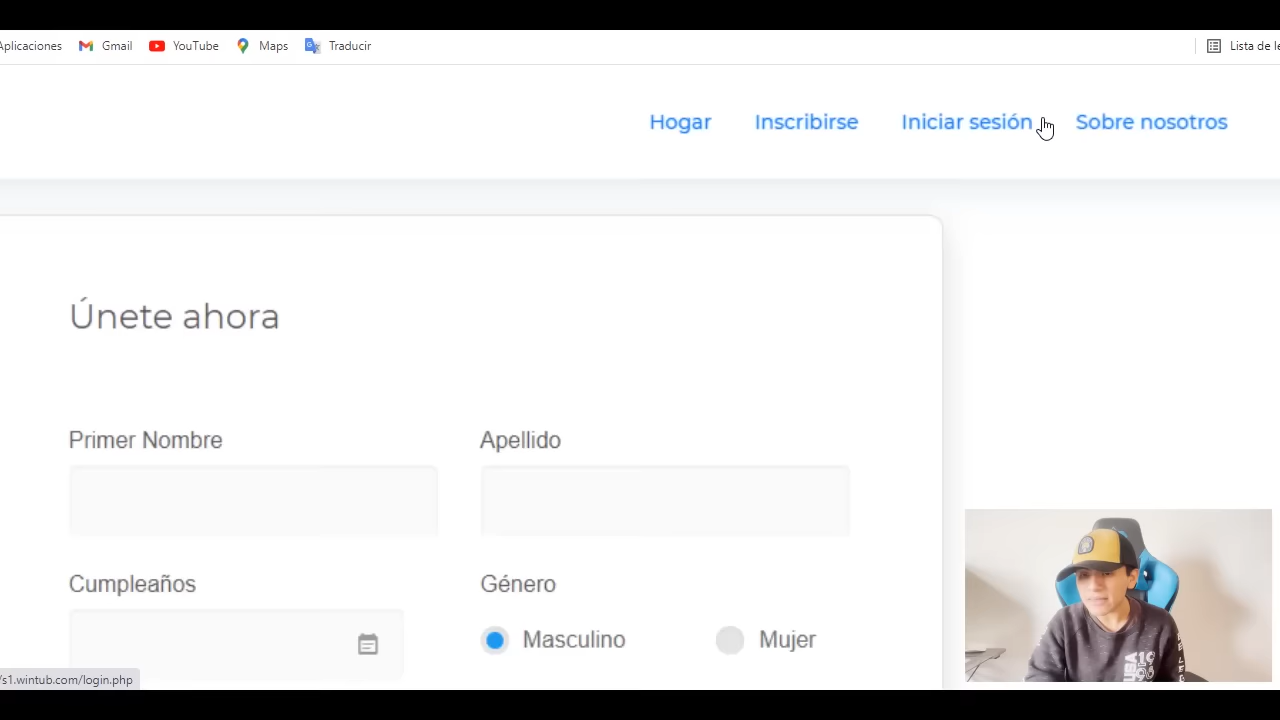 Aplicaciones Gmail YouTube Maps Traducir Lista de le
Hogar Inscribirse Iniciar sesión Sobre nosotros
Únete ahora
Primer Nombre Apellido
Cumpleaños Género
Masculino Mujer
/s1.wintub.com/login.php
USA